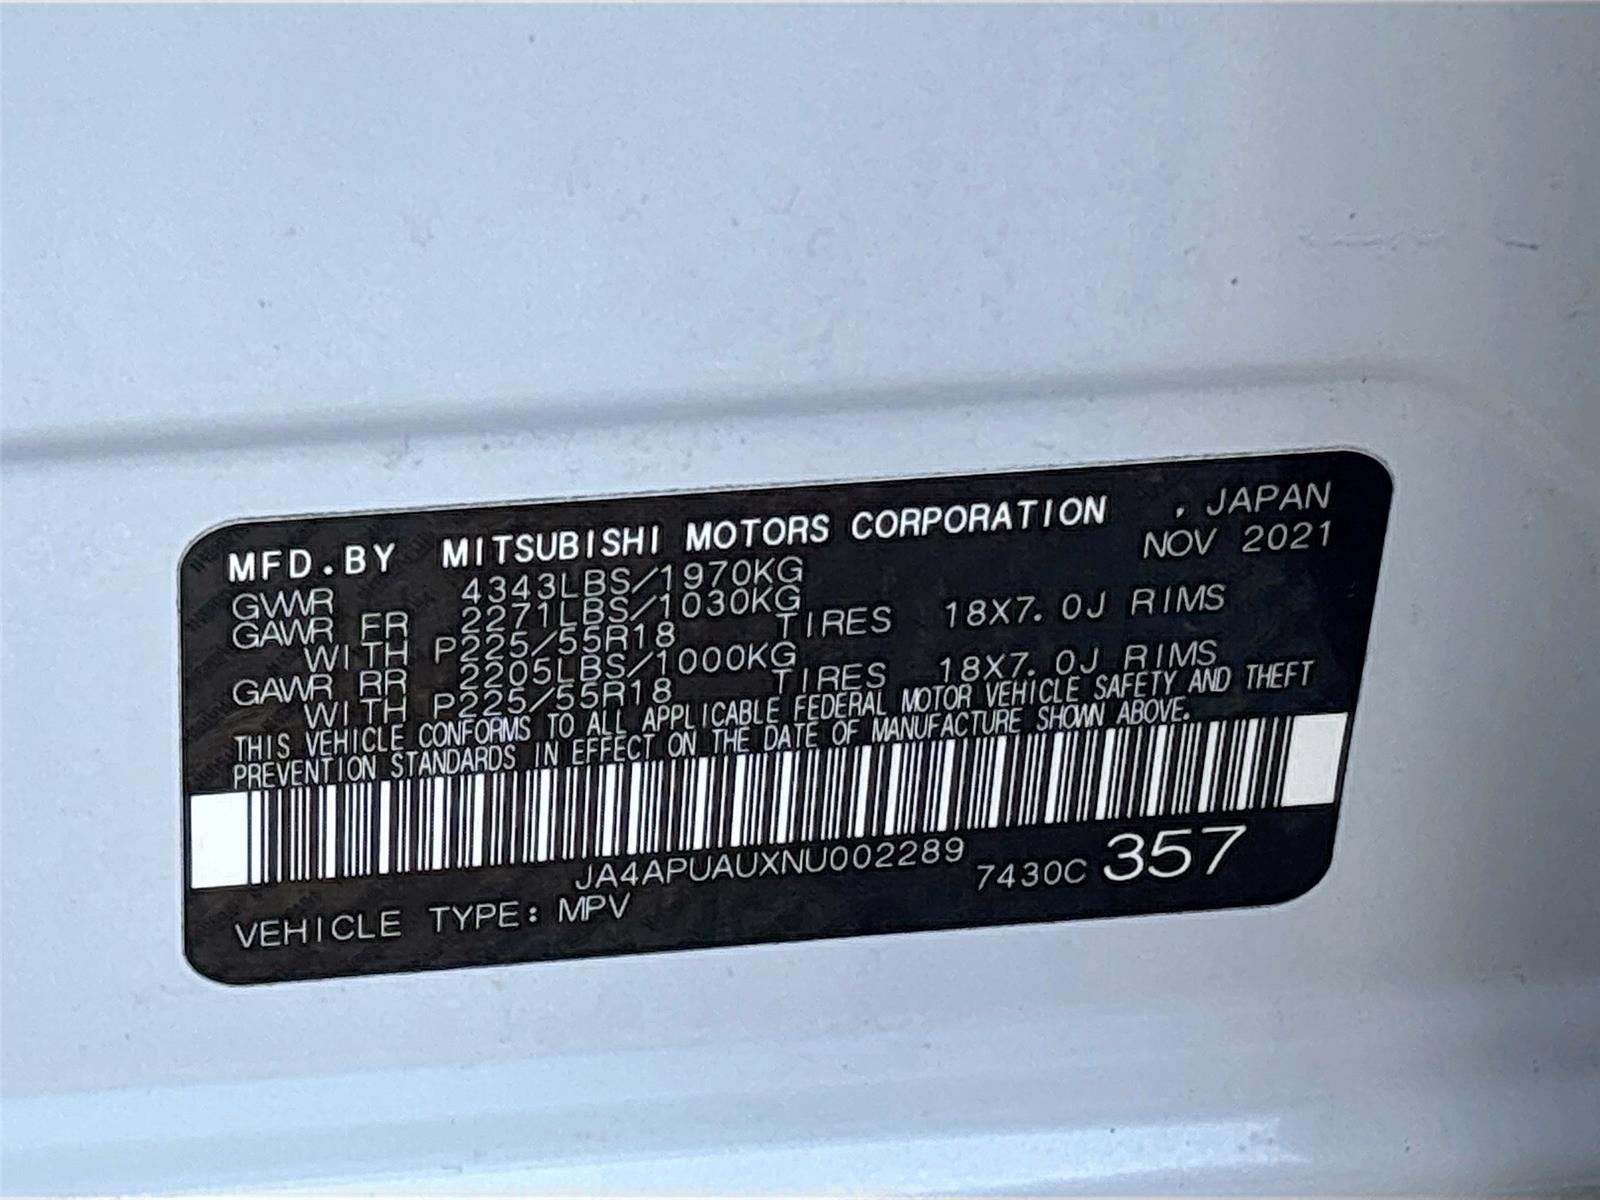 MFD.BY MITSUBISHI MOTORS CORPORATION , JAPAN
GVWR 4343LBS/1970KG NOV 2021
GAWR FR 2271LBS/1030KG
WITH P225/55R18 TIRES 18X7.0J RIMS
GAWR RR 2205LBS/1000KG
WITH P225/55R18 TIRES 18X7.0J RIMS
THIS VEHICLE CONFORMS TO ALL APPLICABLE FEDERAL MOTOR VEHICLE SAFETY AND THEFT
PREVENTION STANDARDS IN EFFECT ON THE DATE OF MANUFACTURE SHOWN ABOVE.
JA4APUAUXNU002289 7430C 357
VEHICLE TYPE: MPV